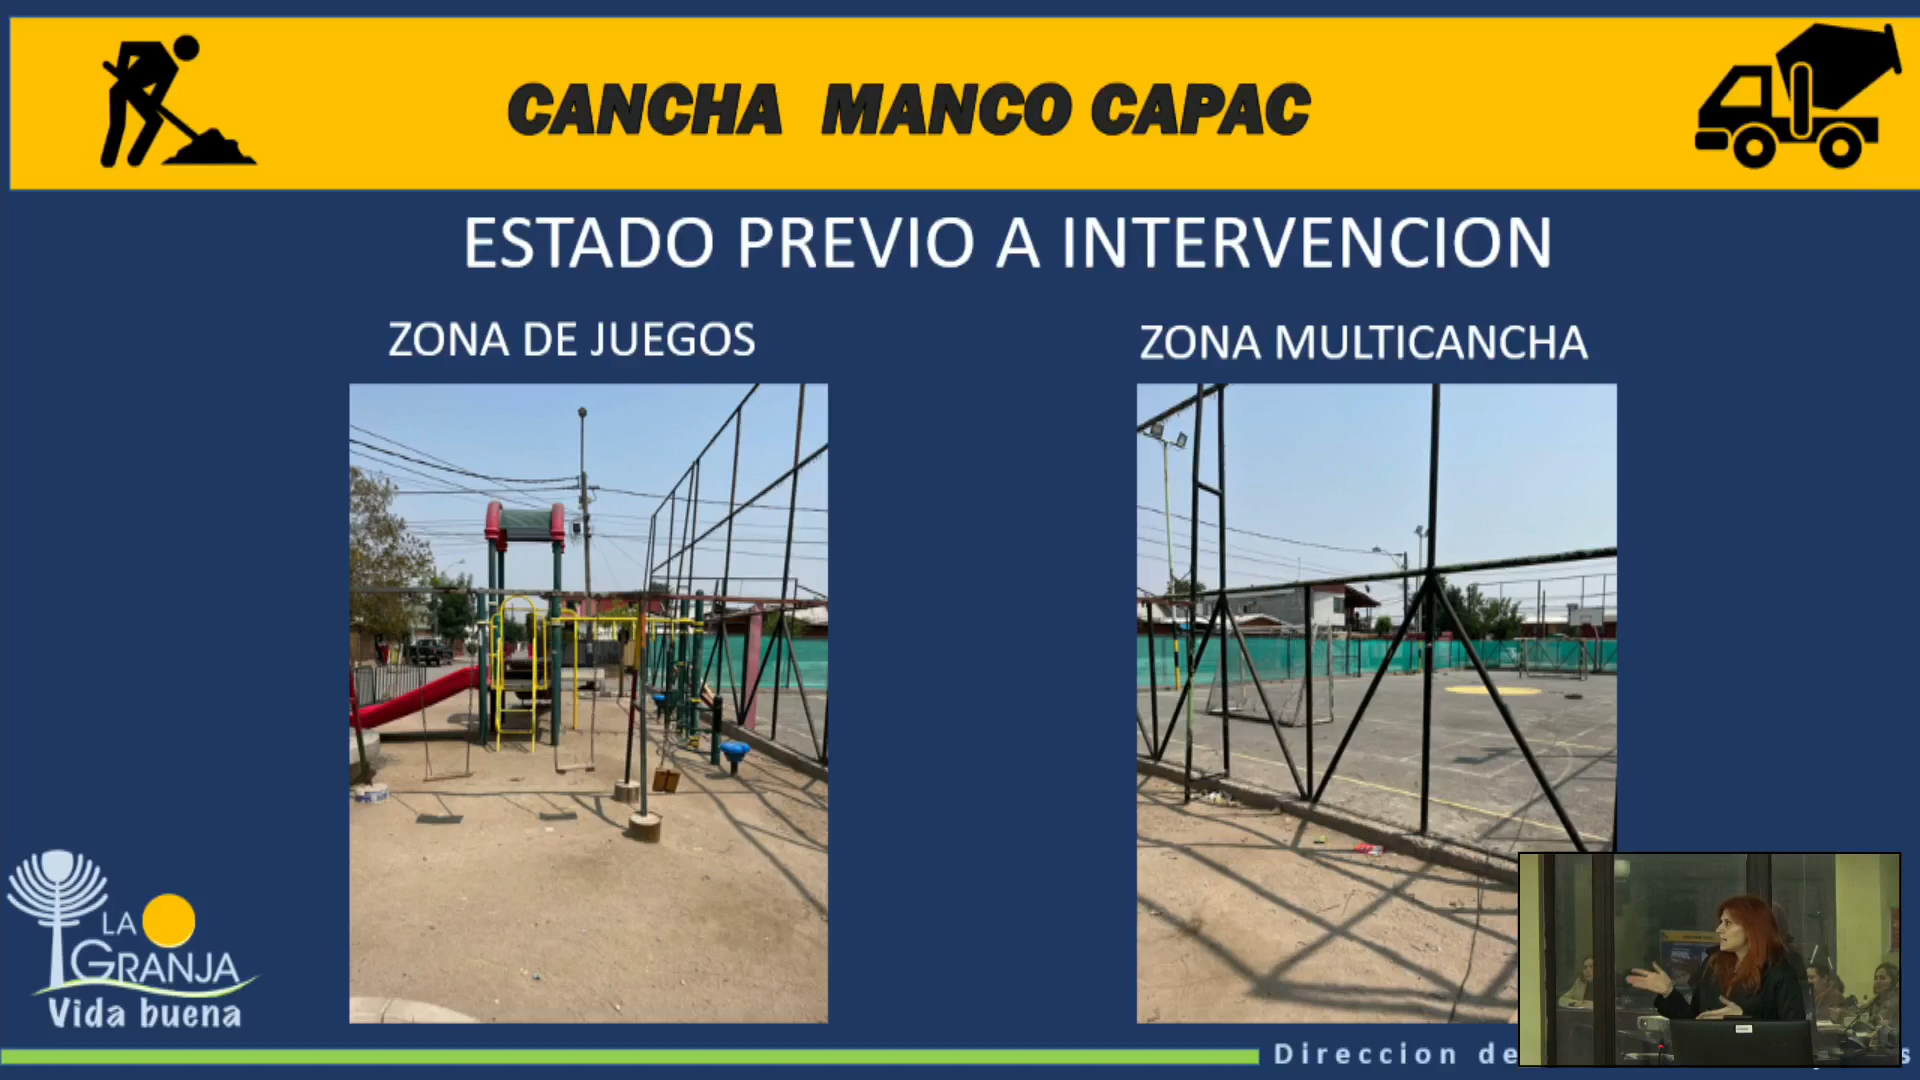 CANCHA MANCO CAPAC
ESTADO PREVIO A INTERVENCION
ZONA DE JUEGOS
ZONA MULTICANCHA
LA
GRANJA
Vida buena
Direccion de